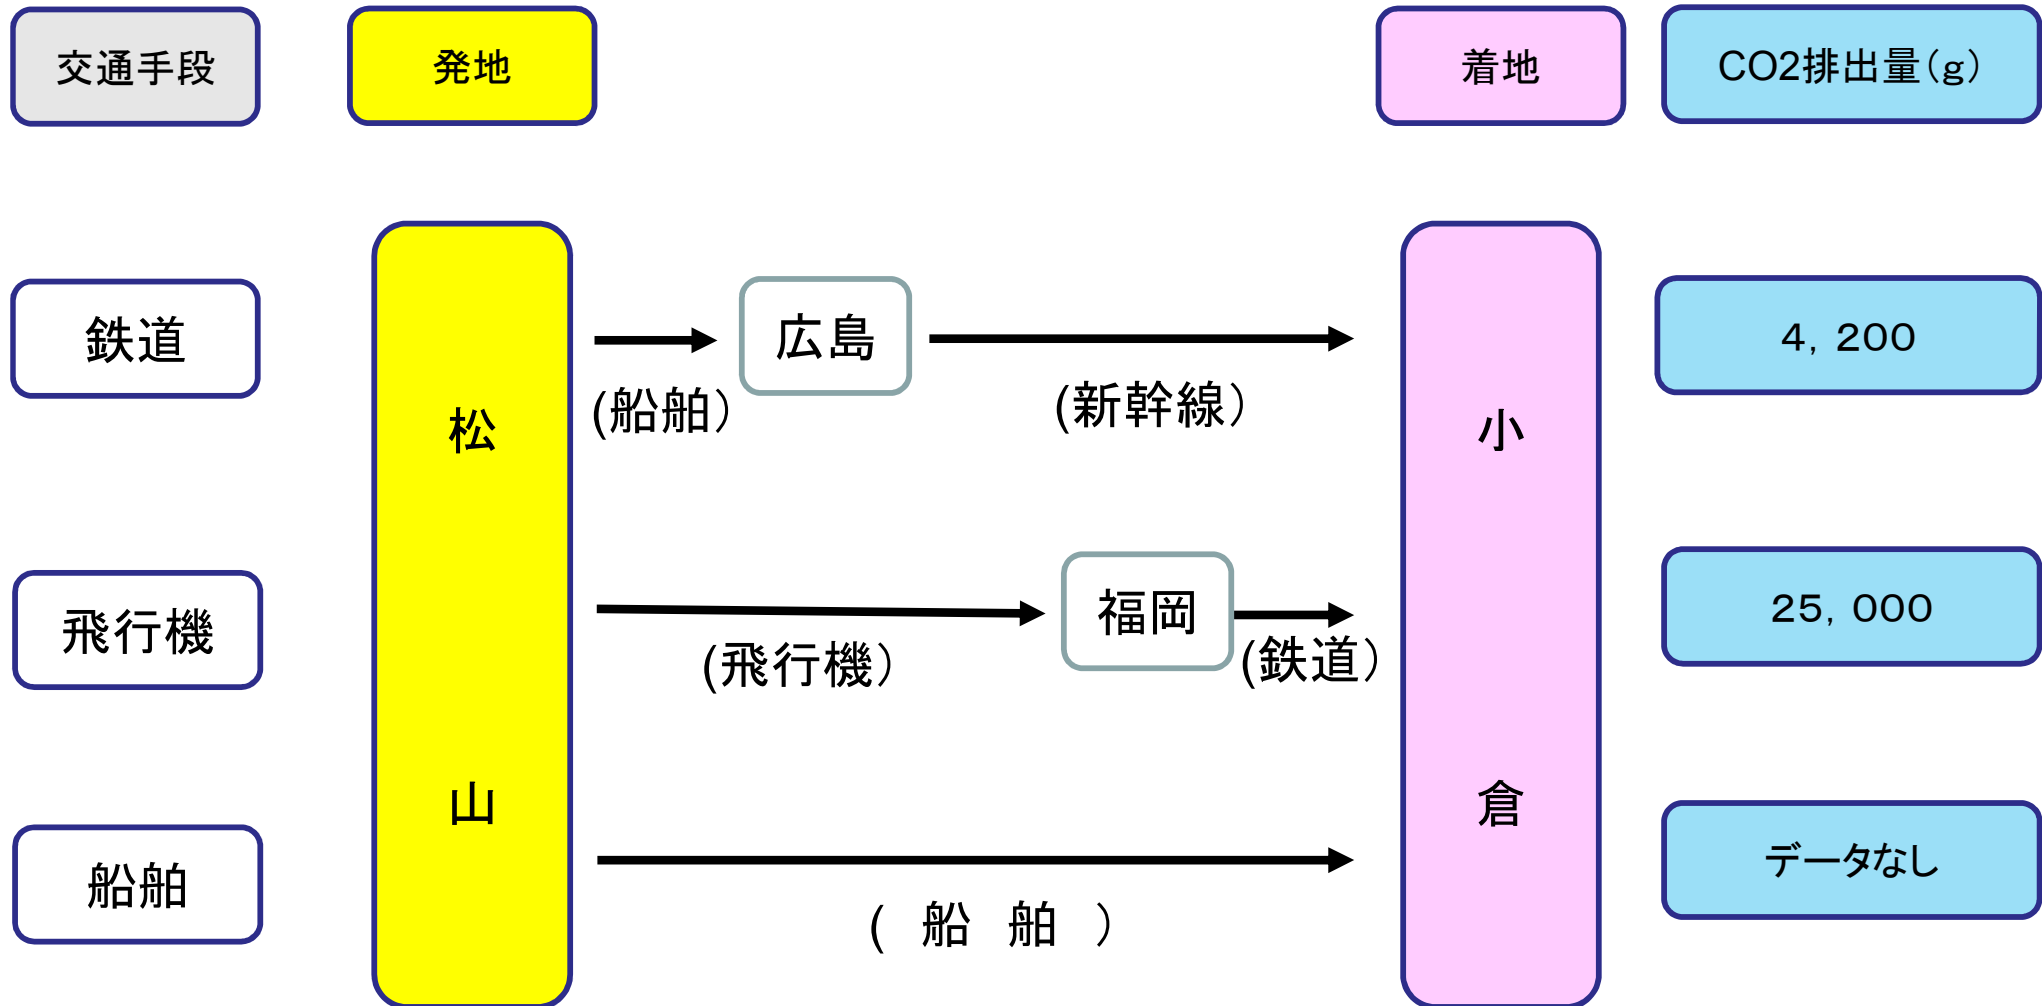 交通手段
発地
着地
CO2排出量（g）
鉄道
松山
(船舶）
広島
(新幹線）
小倉
4，200
飛行機
(飛行機）
福岡
(鉄道）
25，000
船舶
( 船 舶 ）
データなし